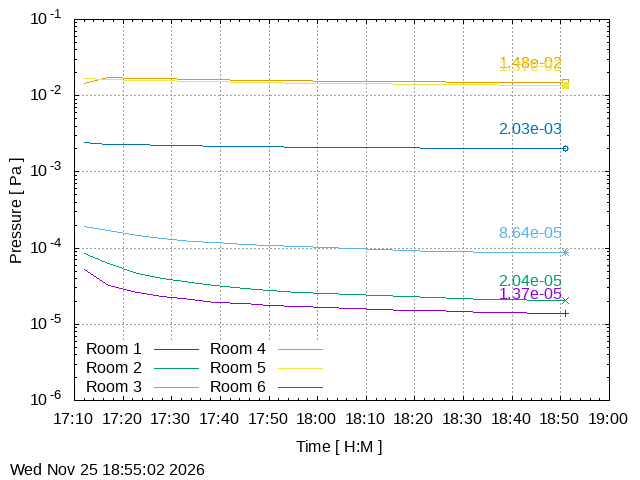 10^-1
10^-2
10^-3
10^-4
10^-5
10^-6
Pressure [ Pa ]
1.48e-02
2.03e-03
8.64e-05
2.04e-05
1.37e-05
Room 1 Room 4
Room 2 Room 5
Room 3 Room 6
17:10 17:20 17:30 17:40 17:50 18:00 18:10 18:20 18:30 18:40 18:50 19:00
Time [ H:M ]
Wed Nov 25 18:55:02 2026